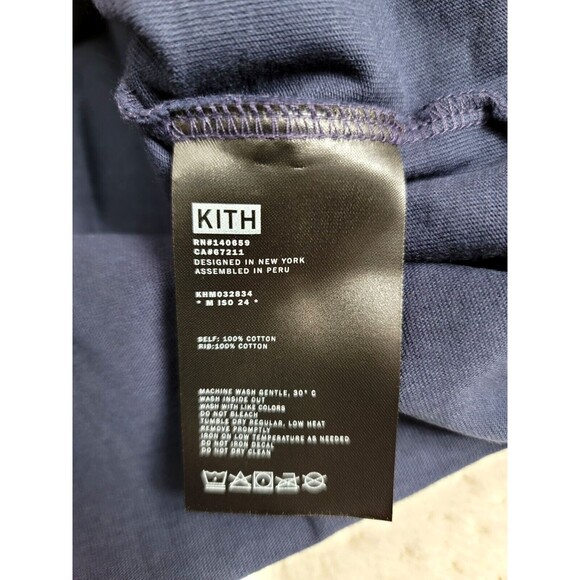 KITH
RN#140659
CA#67211
DESIGNED IN NEW YORK
ASSEMBLED IN PERU
KHM032834
* M ISO 24 *
SELF: 100% COTTON
RIB:100% COTTON
MACHINE WASH GENTLE, 30° C
WASH INSIDE OUT
WASH WITH LIKE COLORS
DO NOT BLEACH
TUMBLE DRY REGULAR, LOW HEAT
REMOVE PROMPTLY
IRON ON LOW TEMPERATURE AS NEEDED
DO NOT IRON DECAL
DO NOT DRY CLEAN